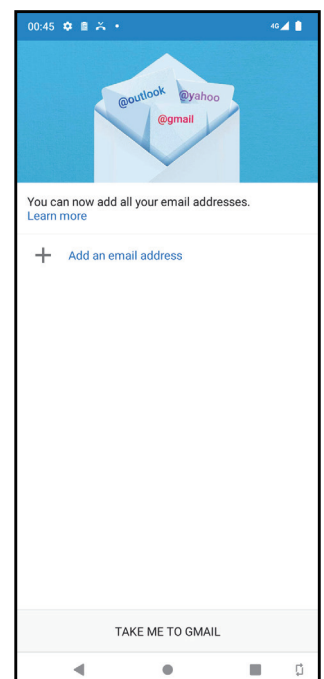 00:45
4G
@outlook
@yahoo
@gmail
You can now add all your email addresses.
Learn more
Add an email address
TAKE ME TO GMAIL